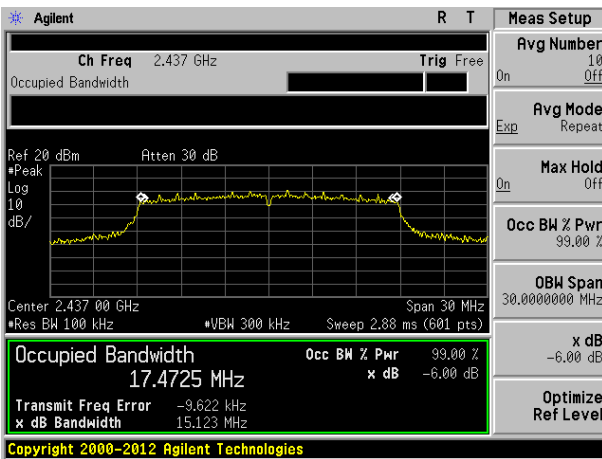 Agilent R T Meas Setup
Avg Number
10
On Off
Ch Freq 2.437 GHz Trig Free
Occupied Bandwidth
Avg Mode
Exp Repeat
Ref 20 dBm Atten 30 dB
#Peak
Log
10
dB/
Max Hold
On Off
Occ BW % Pwr
99.00 %
OBW Span
30.0000000 MHz
Center 2.437 00 GHz Span 30 MHz
#Res BW 100 kHz #VBW 300 kHz Sweep 2.88 ms (601 pts)
x dB
-6.00 dB
Occupied Bandwidth Occ BW % Pwr 99.00 %
17.4725 MHz x dB -6.00 dB
Transmit Freq Error -9.622 kHz
x dB Bandwidth 15.123 MHz
Optimize
Ref Level
Copyright 2000-2012 Agilent Technologies